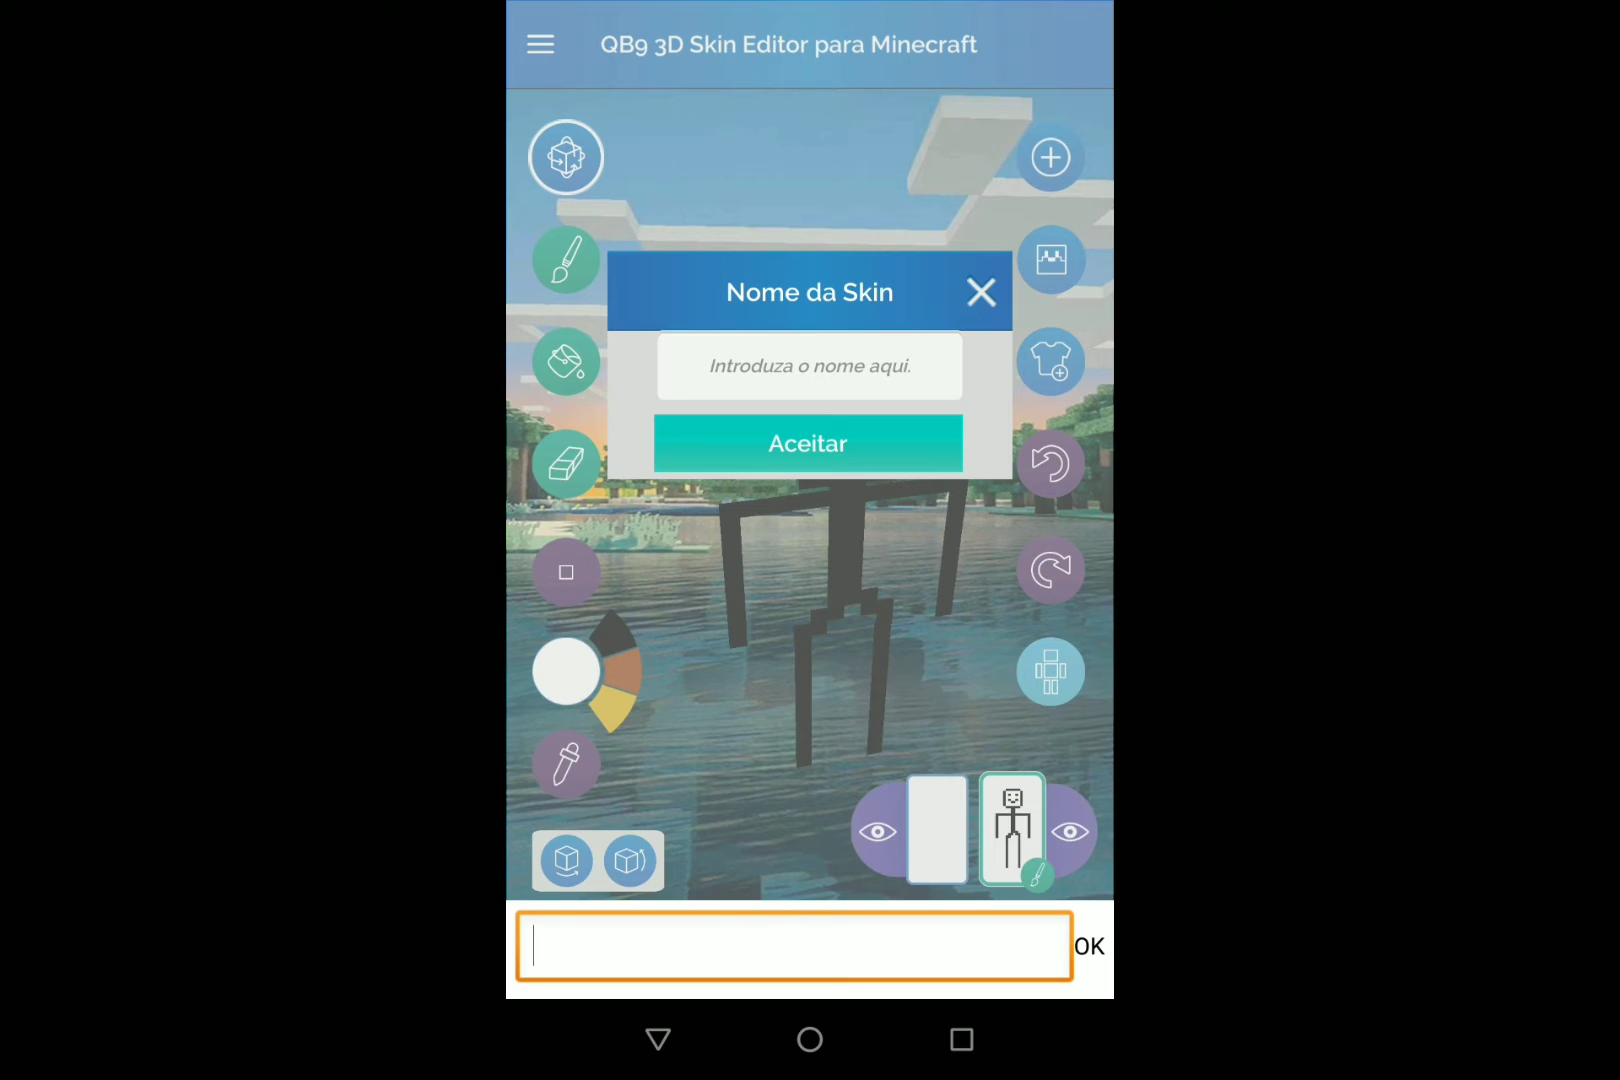 QB9 3D Skin Editor para Minecraft
Nome da Skin
Introduza o nome aqui.
Aceitar
OK